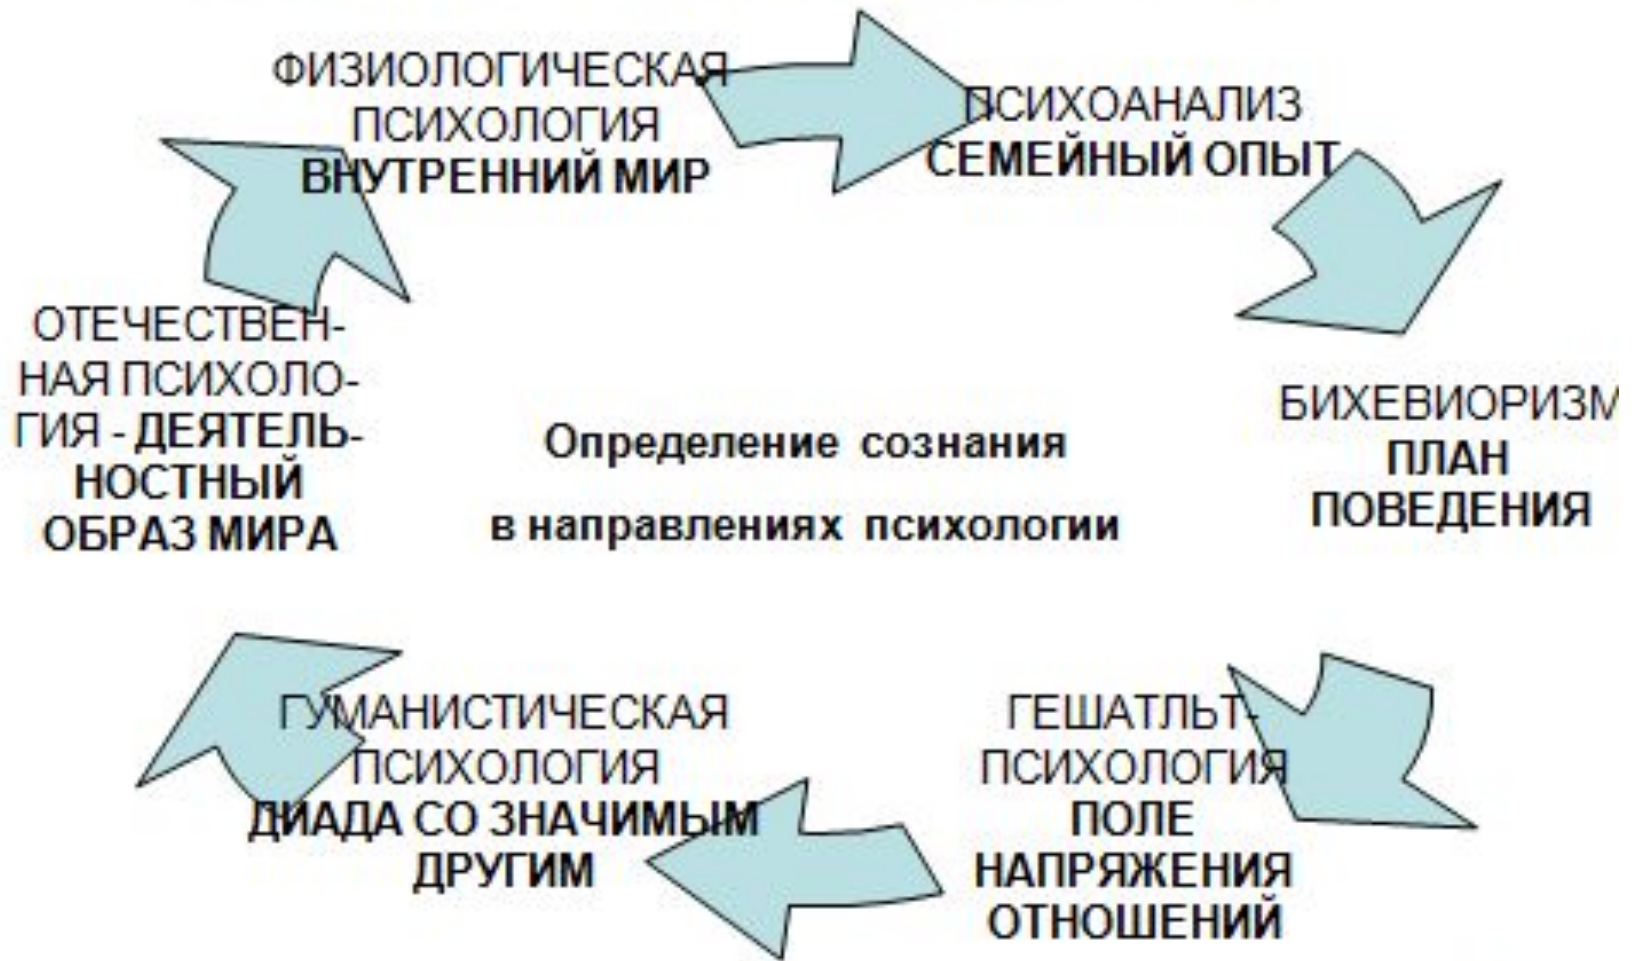 ФИЗИОЛОГИЧЕСКАЯ
ПСИХОЛОГИЯ
ВНУТРЕННИЙ МИР
ПСИХОАНАЛИЗ
СЕМЕЙНЫЙ ОПЫТ
БИХЕВИОРИЗМ
ПЛАН
ПОВЕДЕНИЯ
ГЕШАТЛЬТ-
ПСИХОЛОГИЯ
ПОЛЕ
НАПРЯЖЕНИЯ
ОТНОШЕНИЙ
ГУМАНИСТИЧЕСКАЯ
ПСИХОЛОГИЯ
ДИАДА СО ЗНАЧИМЫМ
ДРУГИМ
ОТЕЧЕСТВЕН-
НАЯ ПСИХОЛО-
ГИЯ - ДЕЯТЕЛЬ-
НОСТНЫЙ
ОБРАЗ МИРА
Определение сознания
в направлениях психологии